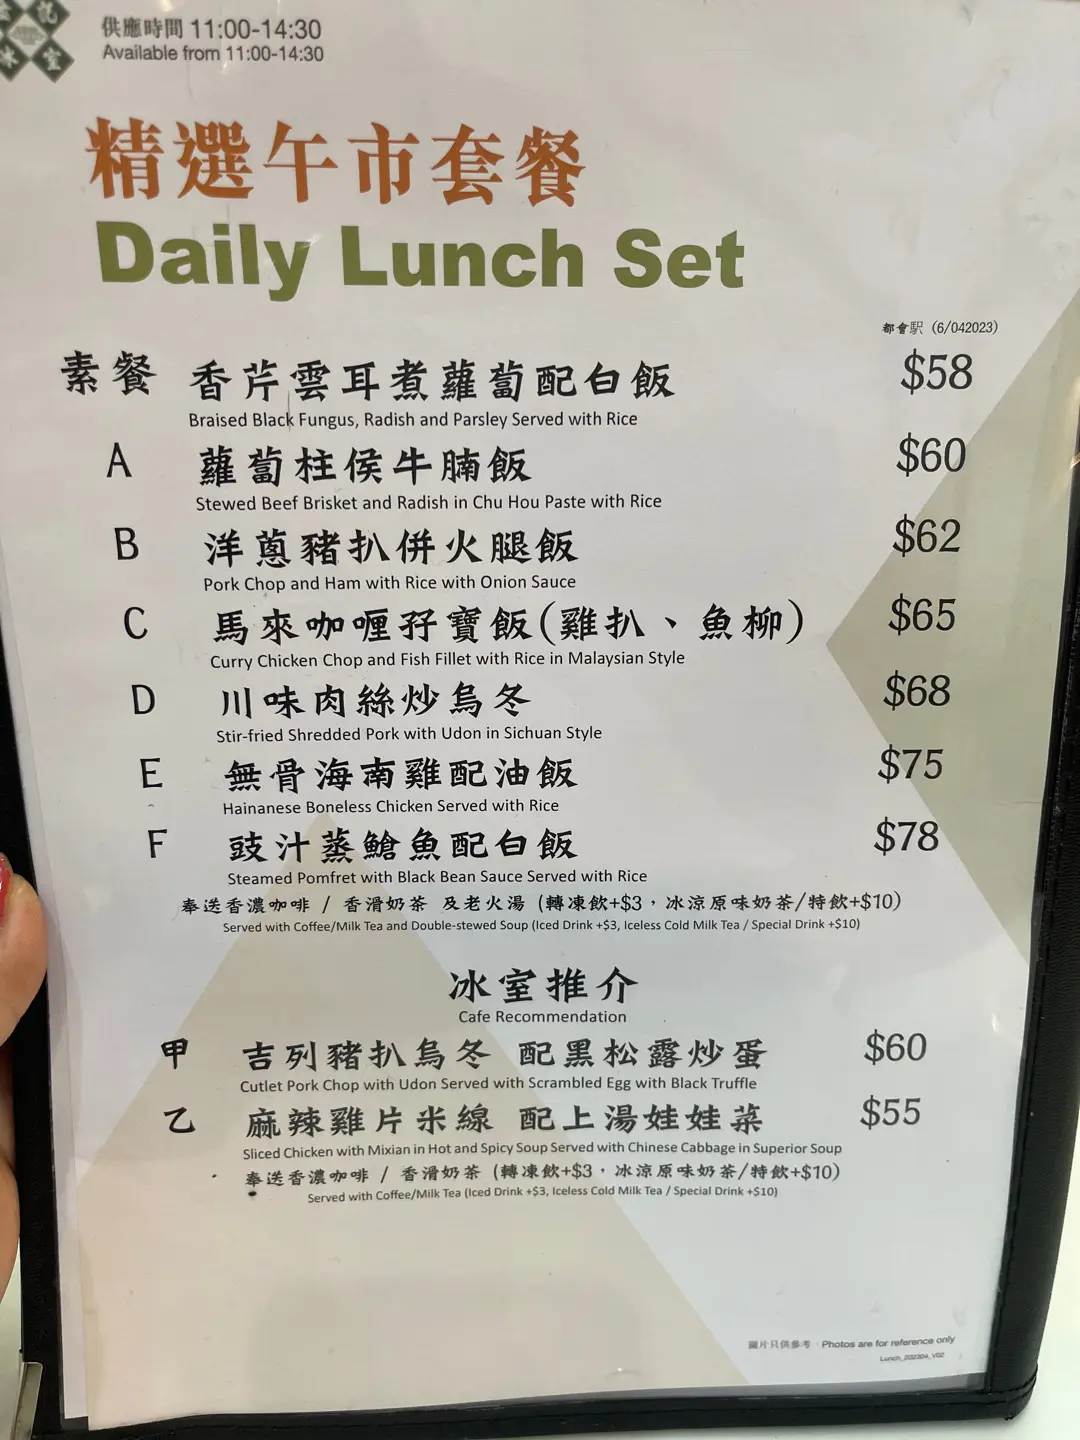 記
冰室
供應時間 11:00-14:30
Available from 11:00-14:30
精選午市套餐
Daily Lunch Set
都會駅 (6/042023)
素餐 香芹雲耳煮蘿蔔配白飯 $58
Braised Black Fungus, Radish and Parsley Served with Rice
A 蘿蔔柱侯牛腩飯 $60
Stewed Beef Brisket and Radish in Chu Hou Paste with Rice
B 洋蔥豬扒併火腿飯 $62
Pork Chop and Ham with Rice with Onion Sauce
C 馬來咖喱孖寶飯(雞扒、魚柳) $65
Curry Chicken Chop and Fish Fillet with Rice in Malaysian Style
D 川味肉絲炒烏冬 $68
Stir-fried Shredded Pork with Udon in Sichuan Style
E 無骨海南雞配油飯 $75
Hainanese Boneless Chicken Served with Rice
F 豉汁蒸鯧魚配白飯 $78
Steamed Pomfret with Black Bean Sauce Served with Rice
奉送香濃咖啡 / 香滑奶茶 及老火湯 (轉凍飲+$3，冰涼原味奶茶/特飲+$10)
Served with Coffee/Milk Tea and Double-stewed Soup (Iced Drink +$3, Iceless Cold Milk Tea / Special Drink +$10)
冰室推介
Cafe Recommendation
甲 吉列豬扒烏冬 配黑松露炒蛋 $60
Cutlet Pork Chop with Udon Served with Scrambled Egg with Black Truffle
乙 麻辣雞片米線 配上湯娃娃菜 $55
Sliced Chicken with Mixian in Hot and Spicy Soup Served with Chinese Cabbage in Superior Soup
奉送香濃咖啡 / 香滑奶茶 (轉凍飲+$3，冰涼原味奶茶/特飲+$10)
Served with Coffee/Milk Tea (Iced Drink +$3, Iceless Cold Milk Tea / Special Drink +$10)
圖片只供參考 · Photos are for reference only
Lunch_202304_V02